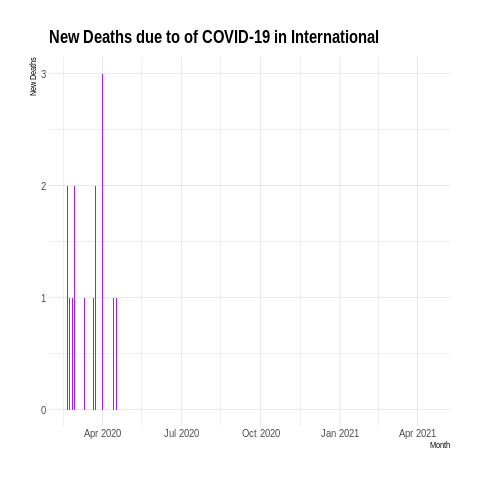 New Deaths due to of COVID-19 in International
New Deaths
3
2
1
0
Apr 2020 Jul 2020 Oct 2020 Jan 2021 Apr 2021
Month